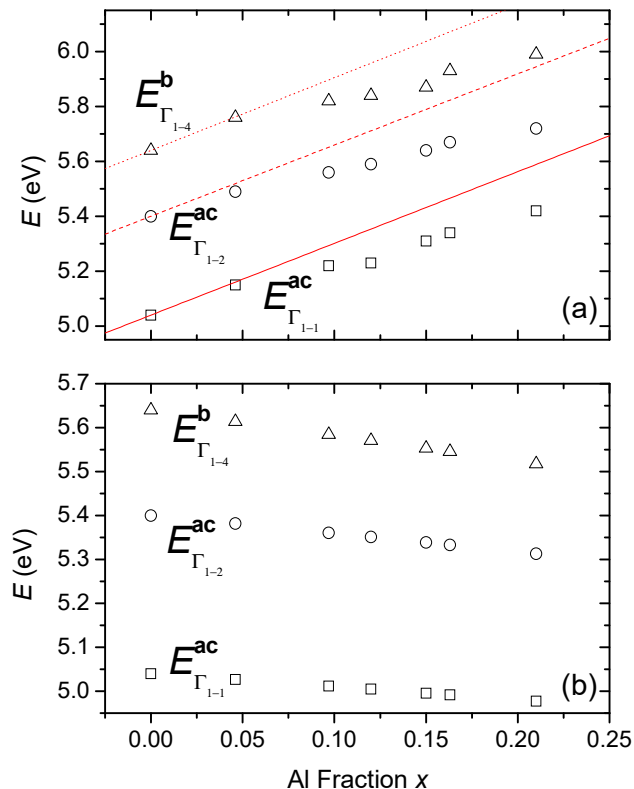 6.0
5.8
5.6
5.4
5.2
5.0
E (eV)
E^b_Γ1–4
E^ac_Γ1–2
E^ac_Γ1–1
(a)
5.7
5.6
5.5
5.4
5.3
5.2
5.1
5.0
E (eV)
E^b_Γ1–4
E^ac_Γ1–2
E^ac_Γ1–1
(b)
0.00 0.05 0.10 0.15 0.20 0.25
Al Fraction x